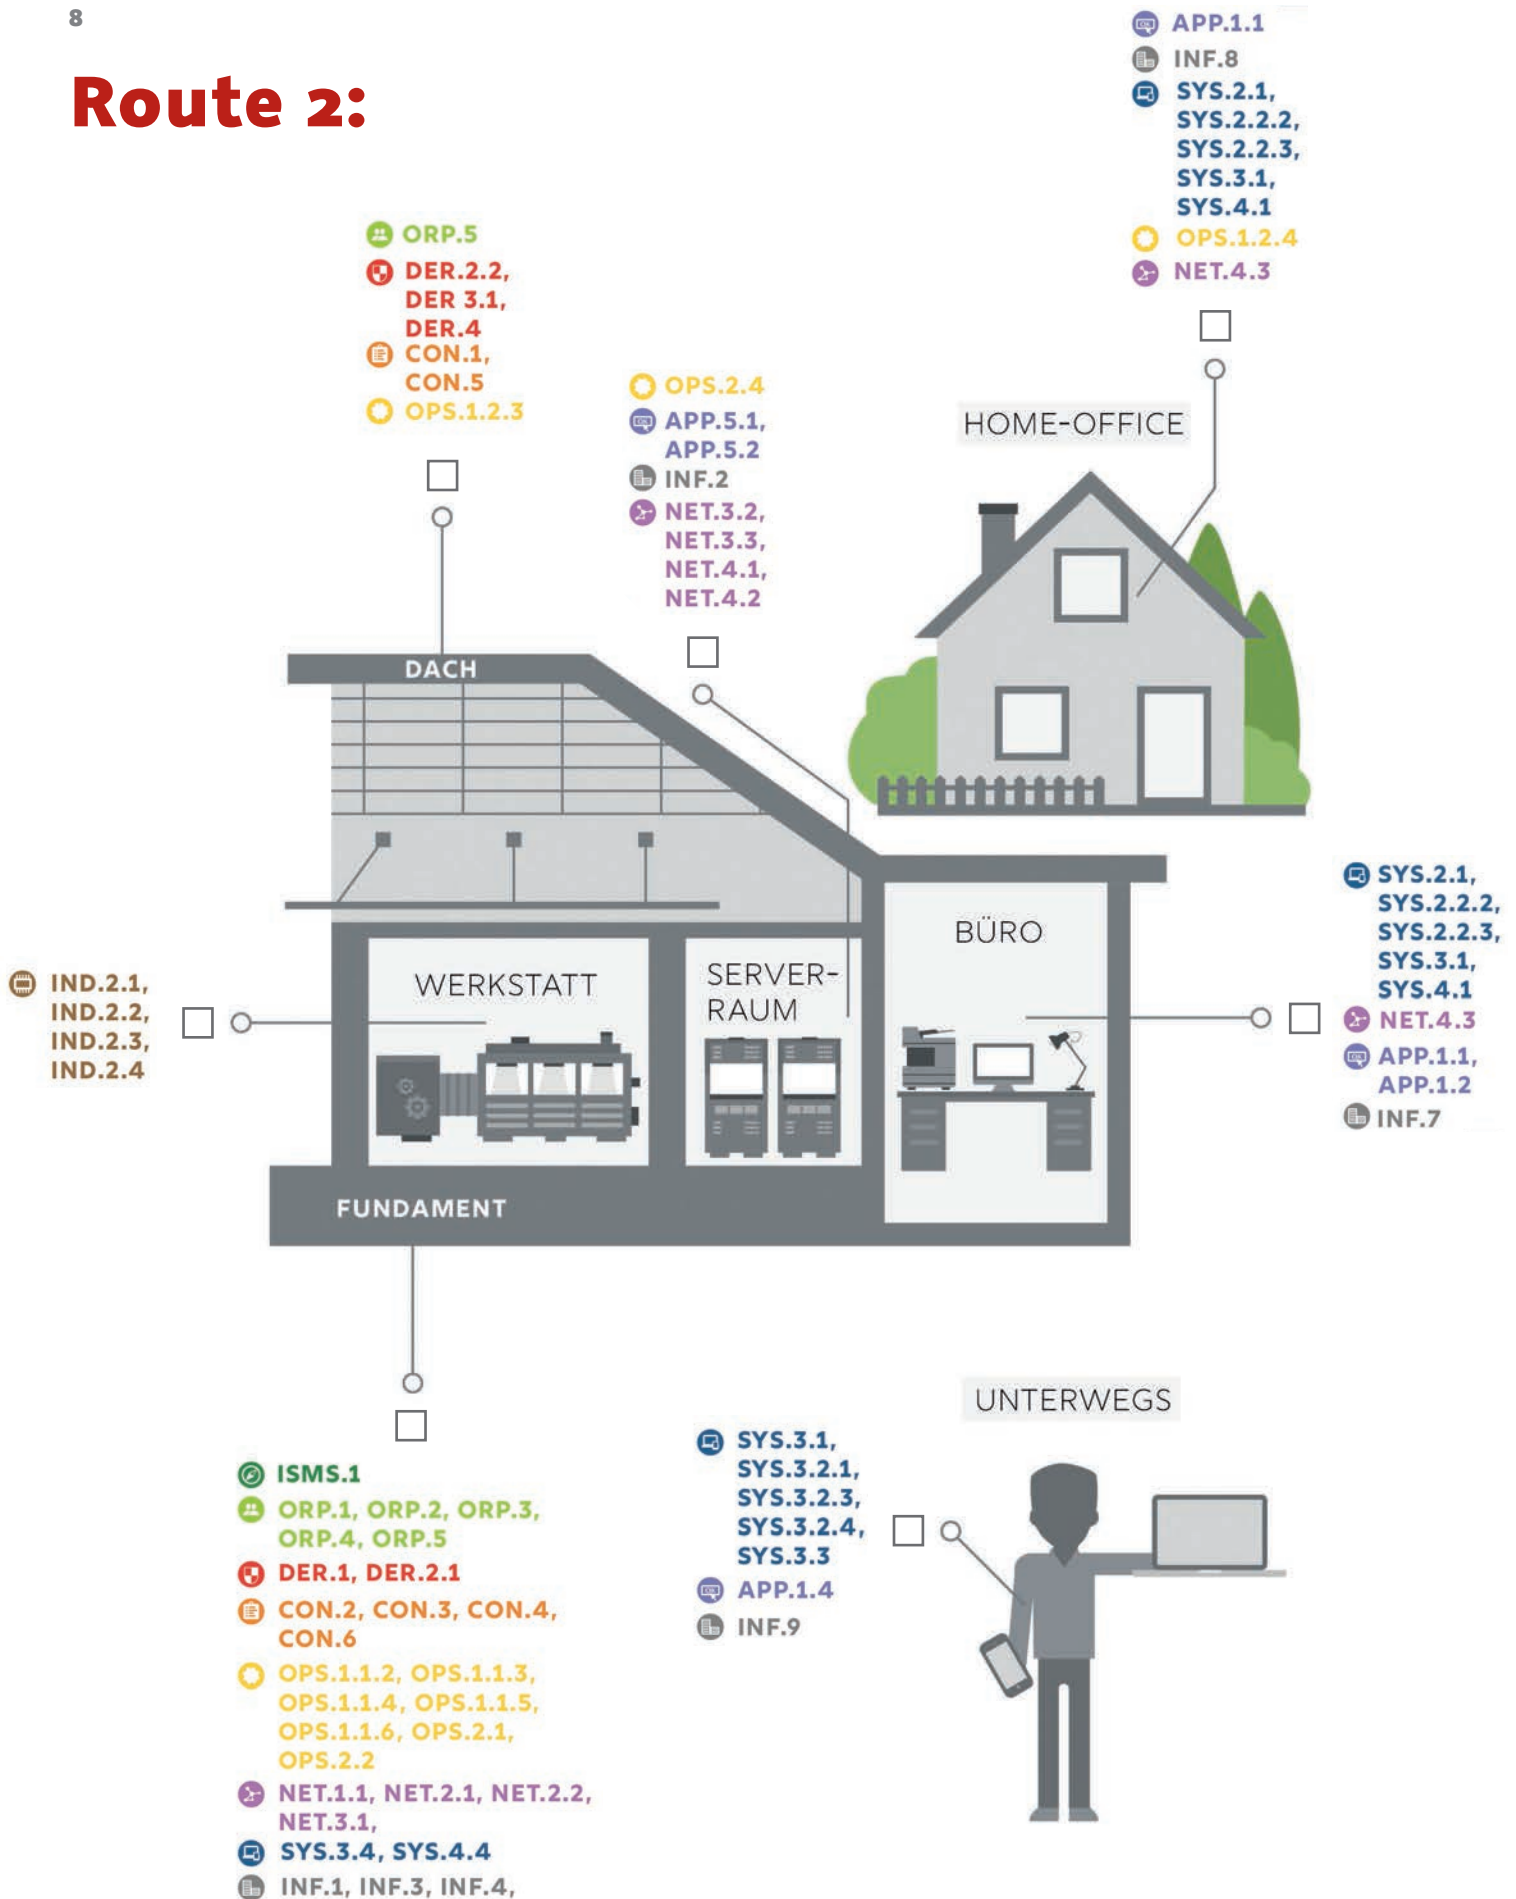 8
Route 2:
APP.1.1
INF.8
SYS.2.1,
SYS.2.2.2,
SYS.2.2.3,
SYS.3.1,
SYS.4.1
OPS.1.2.4
NET.4.3
ORP.5
DER.2.2,
DER 3.1,
DER.4
CON.1,
CON.5
OPS.1.2.3
OPS.2.4
APP.5.1,
APP.5.2
INF.2
NET.3.2,
NET.3.3,
NET.4.1,
NET.4.2
HOME-OFFICE
DACH
BÜRO
WERKSTATT
SERVER-
RAUM
FUNDAMENT
IND.2.1,
IND.2.2,
IND.2.3,
IND.2.4
SYS.2.1,
SYS.2.2.2,
SYS.2.2.3,
SYS.3.1,
SYS.4.1
NET.4.3
APP.1.1,
APP.1.2
INF.7
ISMS.1
ORP.1, ORP.2, ORP.3,
ORP.4, ORP.5
DER.1, DER.2.1
CON.2, CON.3, CON.4,
CON.6
OPS.1.1.2, OPS.1.1.3,
OPS.1.1.4, OPS.1.1.5,
OPS.1.1.6, OPS.2.1,
OPS.2.2
NET.1.1, NET.2.1, NET.2.2,
NET.3.1,
SYS.3.4, SYS.4.4
INF.1, INF.3, INF.4,
UNTERWEGS
SYS.3.1,
SYS.3.2.1,
SYS.3.2.3,
SYS.3.2.4,
SYS.3.3
APP.1.4
INF.9